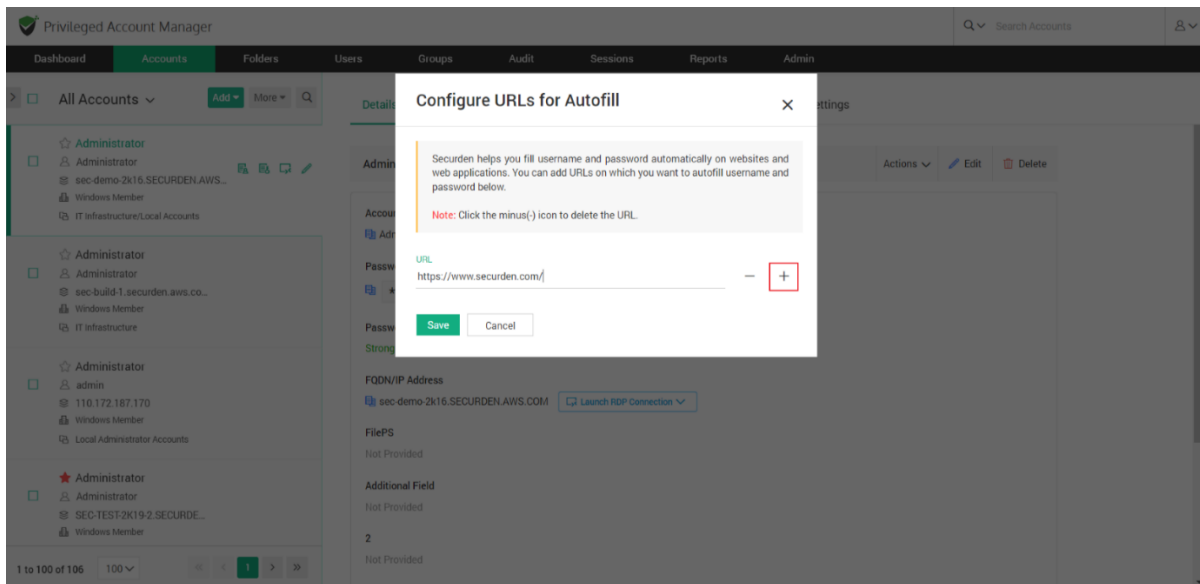 Privileged Account Manager
Search Accounts
Dashboard Accounts Folders Users Groups Audit Sessions Reports Admin
All Accounts
Add
More
Administrator
Administrator
sec-demo-2k16.SECURDEN.AWS...
Windows Member
IT Infrastructure/Local Accounts
Administrator
Administrator
sec-build-1.securden.aws.co...
Windows Member
IT Infrastructure
Administrator
admin
110.172.187.170
Windows Member
Local Administrator Accounts
Administrator
Administrator
SEC-TEST-2K19-2.SECURDE...
Windows Member
1 to 100 of 106
100
1
Details
ttings
Admin
Actions
Edit
Delete
Accou
Adr
Passw
Passw
Strong
Configure URLs for Autofill
Securden helps you fill username and password automatically on websites and
web applications. You can add URLs on which you want to autofill username and
password below.
Note: Click the minus(-) icon to delete the URL.
URL
https://www.securden.com/
Save
Cancel
FQDN/IP Address
sec-demo-2k16.SECURDEN.AWS.COM
Launch RDP Connection
FilePS
Not Provided
Additional Field
Not Provided
2
Not Provided